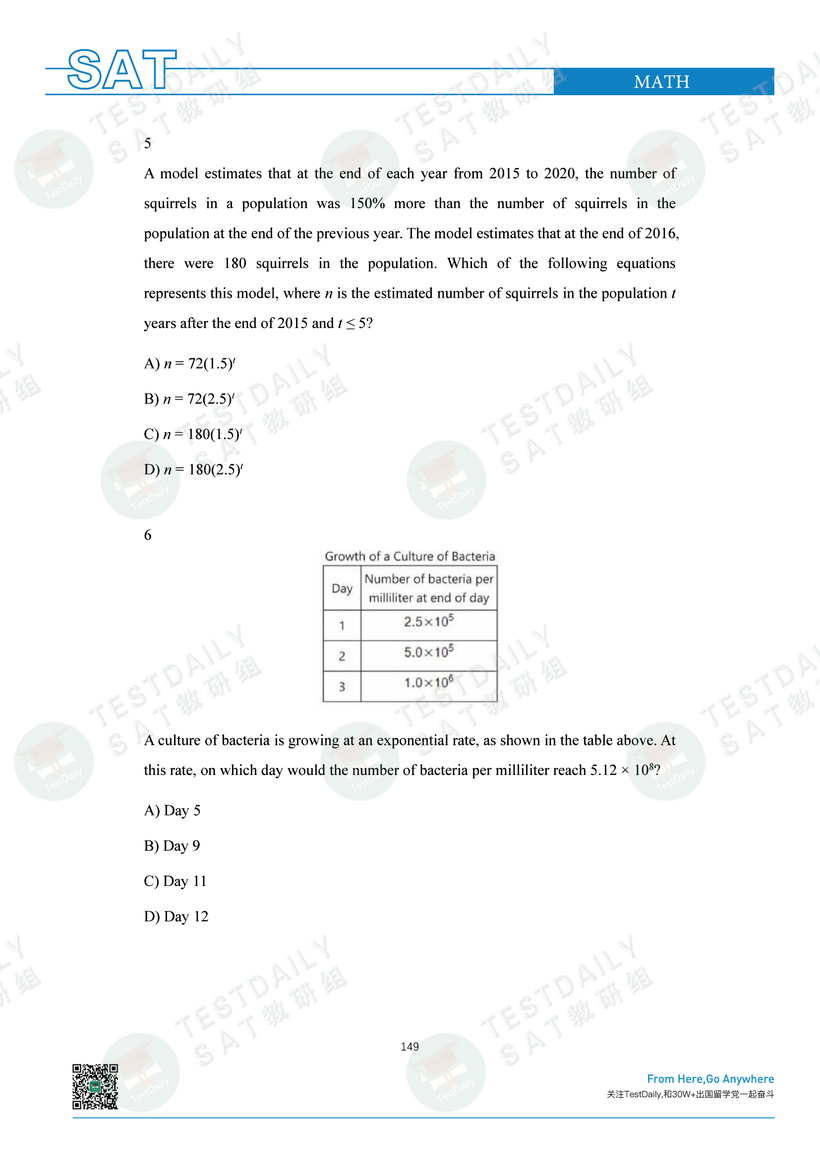 SAT
MATH
5
A model estimates that at the end of each year from 2015 to 2020, the number of
squirrels in a population was 150% more than the number of squirrels in the
population at the end of the previous year. The model estimates that at the end of 2016,
there were 180 squirrels in the population. Which of the following equations
represents this model, where n is the estimated number of squirrels in the population t
years after the end of 2015 and t ≤ 5?
A) n = 72(1.5)ᵗ
B) n = 72(2.5)ᵗ
C) n = 180(1.5)ᵗ
D) n = 180(2.5)ᵗ
6
Growth of a Culture of Bacteria
Day
Number of bacteria per
milliliter at end of day
1 2.5×10⁵
2 5.0×10⁵
3 1.0×10⁶
A culture of bacteria is growing at an exponential rate, as shown in the table above. At
this rate, on which day would the number of bacteria per milliliter reach 5.12 × 10⁸?
A) Day 5
B) Day 9
C) Day 11
D) Day 12
149
From Here,Go Anywhere
关注TestDaily,和30W+出国留学党一起奋斗
TESTDAILY
SAT教研组
TestDaily